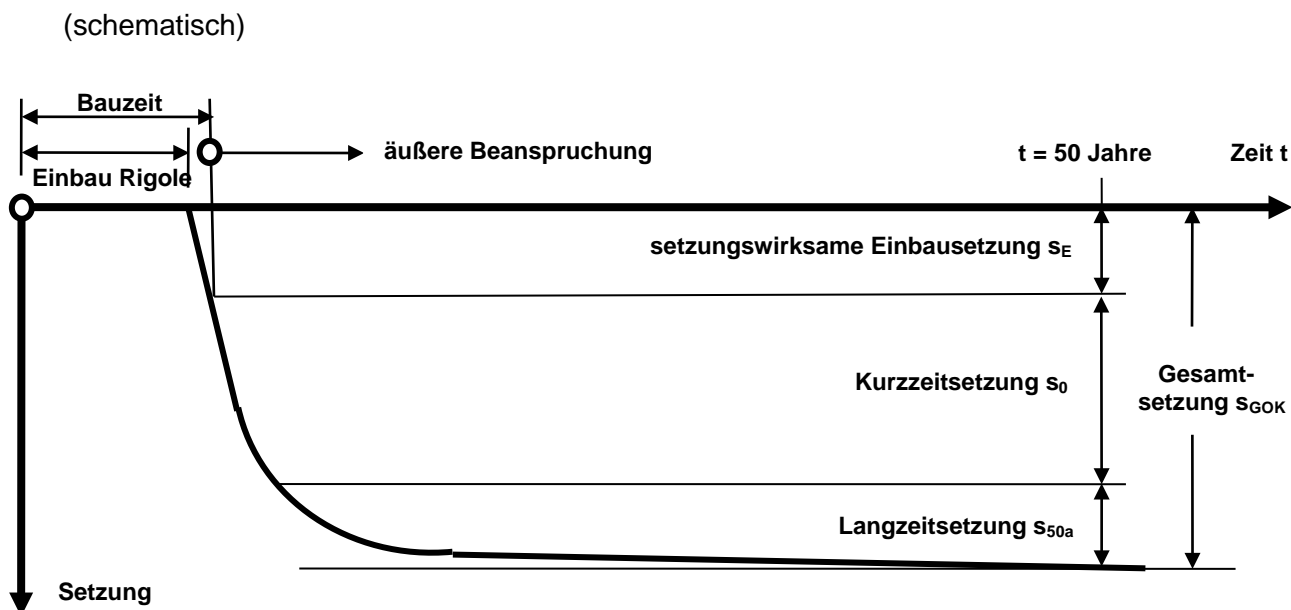 (schematisch)
Bauzeit
äußere Beanspruchung
t = 50 Jahre
Zeit t
Einbau Rigole
setzungswirksame Einbausetzung sE
Kurzzeitsetzung s0
Gesamt-
setzung sGOK
Langzeitsetzung s50a
Setzung